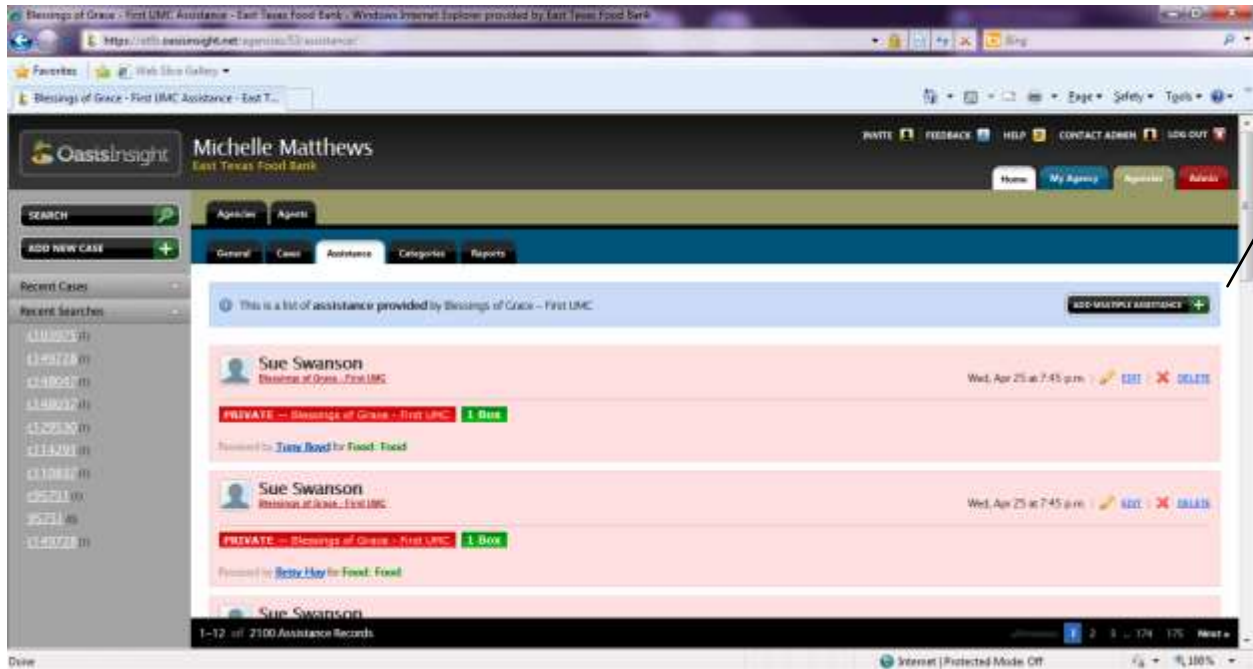 Blessings of Grace - First UMC Assistance - East Texas Food Bank - Windows Internet Explorer provided by East Texas Food Bank
Bing
Favorites Web Slice Gallery
Blessings of Grace - First UMC Assistance - East T...
Page Safety Tools
OasisInsight
Michelle Matthews
East Texas Food Bank
INVITE FEEDBACK HELP CONTACT ADMIN LOG OUT
Home My Agency Agencies Admin
SEARCH
ADD NEW CASE
Recent Cases
Recent Searches
Agencies Agents
General Cases Assistance Categories Reports
This is a list of assistance provided by Blessings of Grace - First UMC
ADD MULTIPLE ASSISTANCE
Sue Swanson
Blessings of Grace - First UMC
Wed, Apr 25 at 7:45 p.m. EDIT DELETE
PRIVATE — Blessings of Grace - First UMC 1 Box
by Tony Boyd for Food: Food
Sue Swanson
Blessings of Grace - First UMC
Wed, Apr 25 at 7:45 p.m. EDIT DELETE
PRIVATE — Blessings of Grace - First UMC 1 Box
by Betty Hay for Food: Food
Sue Swanson
1-12 of 2100 Assistance Records
1 2 3 ... 174 175 Next »
Done
Internet | Protected Mode: Off
100%